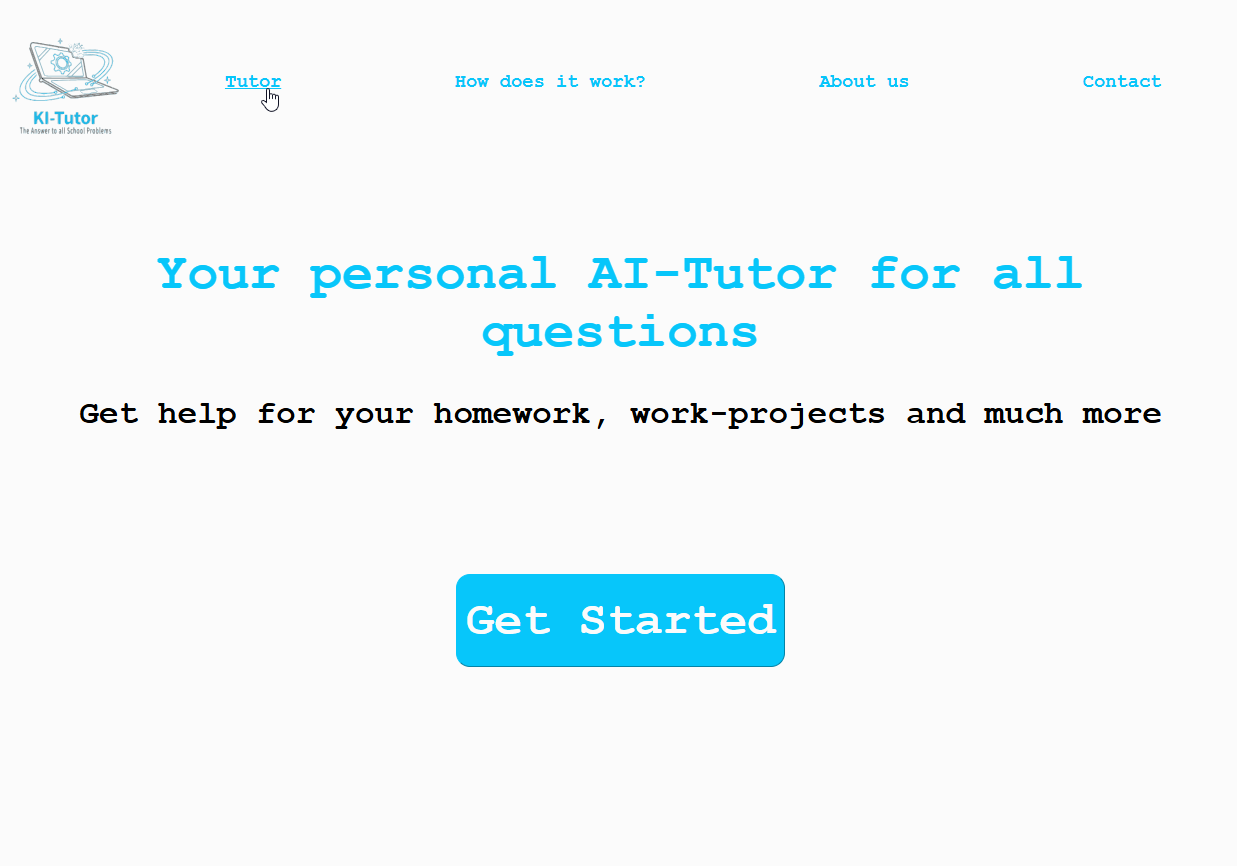 Tutor How does it work? About us Contact
KI-Tutor
The Answer to all School Problems
Your personal AI-Tutor for all
questions
Get help for your homework, work-projects and much more
Get Started